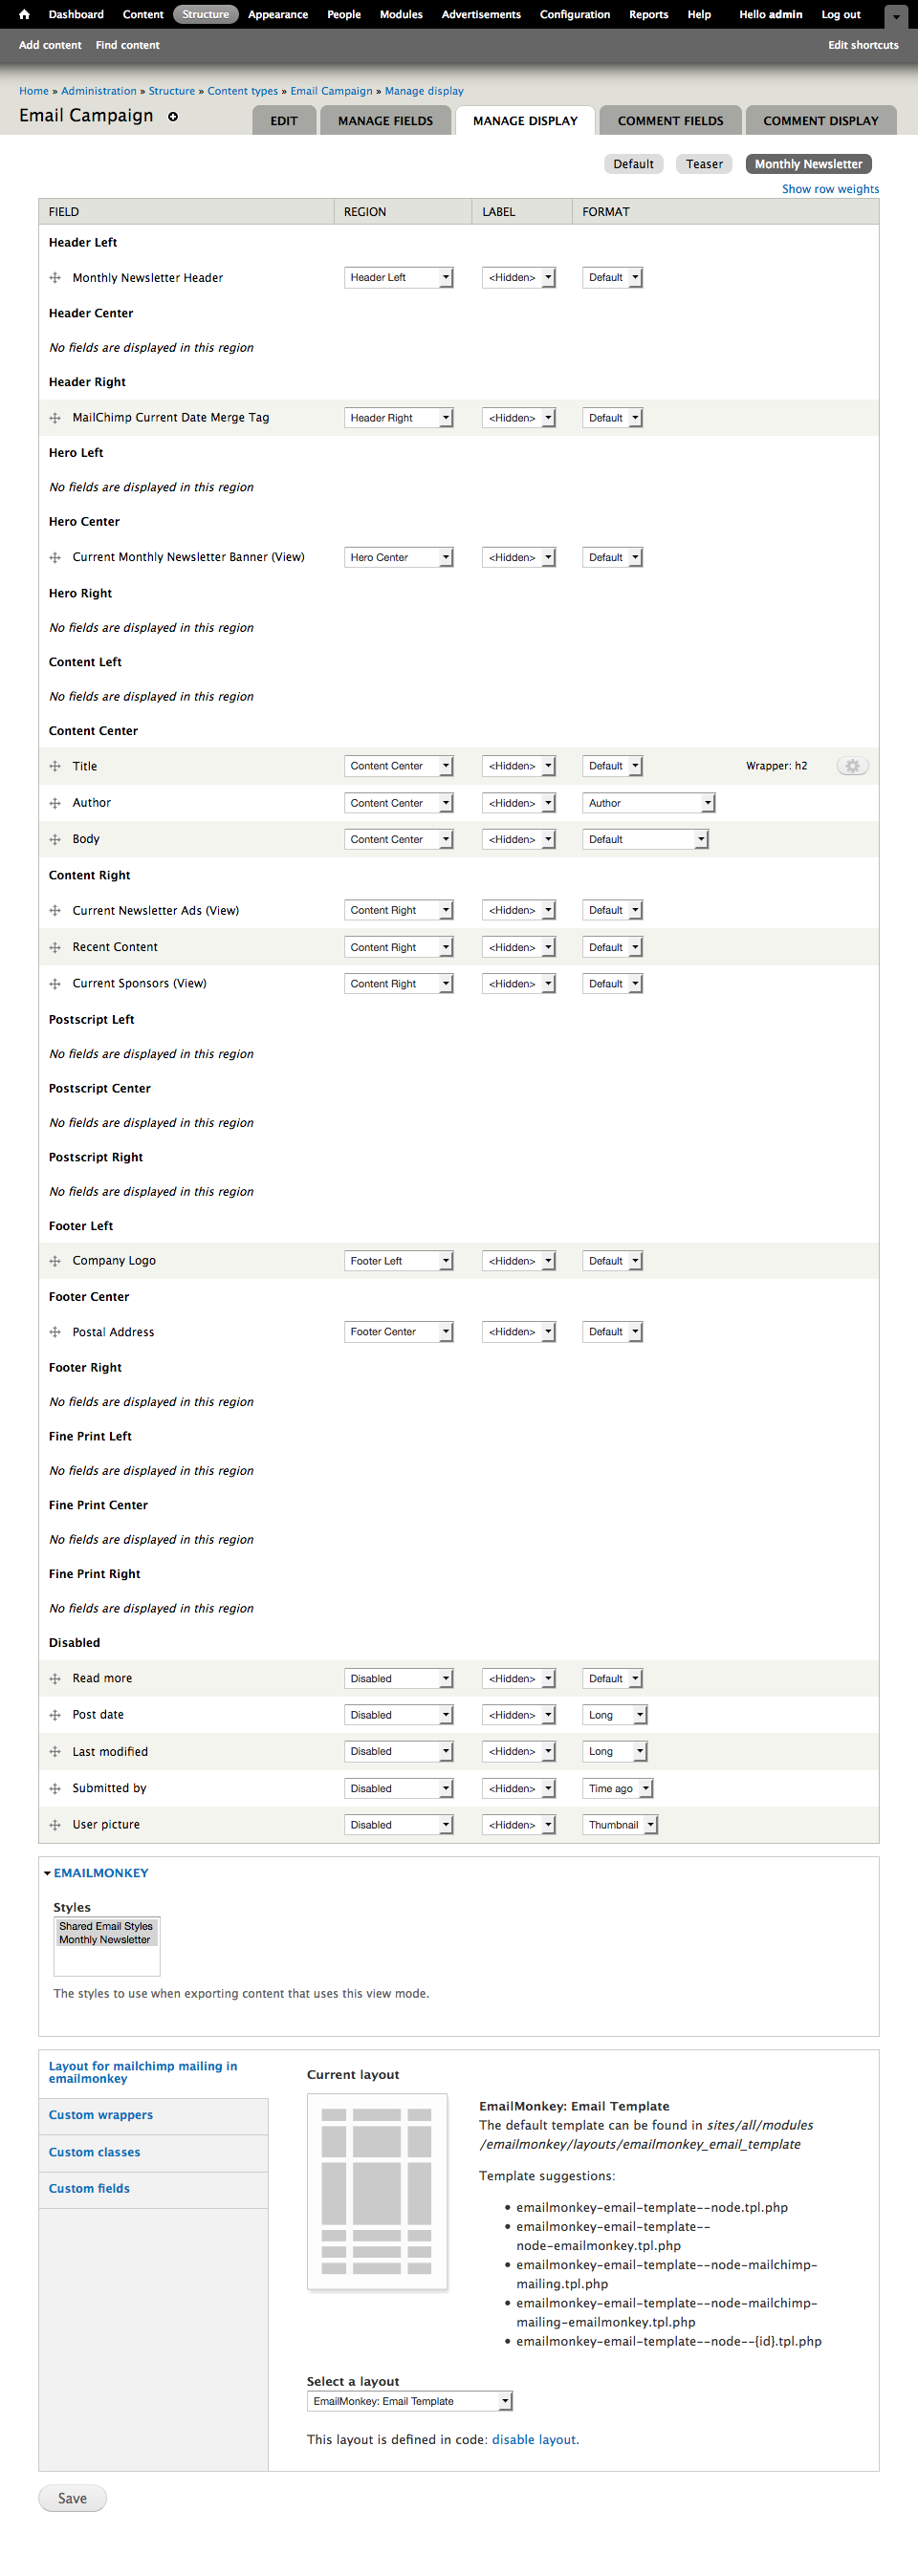 Dashboard Content Structure Appearance People Modules Advertisements Configuration Reports Help Hello admin Log out
Add content Find content Edit shortcuts
Home » Administration » Structure » Content types » Email Campaign » Manage display
Email Campaign EDIT MANAGE FIELDS MANAGE DISPLAY COMMENT FIELDS COMMENT DISPLAY
Default Teaser Monthly Newsletter
Show row weights
FIELD REGION LABEL FORMAT
Header Left
Monthly Newsletter Header Header Left <Hidden> Default
Header Center
No fields are displayed in this region
Header Right
MailChimp Current Date Merge Tag Header Right <Hidden> Default
Hero Left
No fields are displayed in this region
Hero Center
Current Monthly Newsletter Banner (View) Hero Center <Hidden> Default
Hero Right
No fields are displayed in this region
Content Left
No fields are displayed in this region
Content Center
Title Content Center <Hidden> Default Wrapper: h2
Author Content Center <Hidden> Author
Body Content Center <Hidden> Default
Content Right
Current Newsletter Ads (View) Content Right <Hidden> Default
Recent Content Content Right <Hidden> Default
Current Sponsors (View) Content Right <Hidden> Default
Postscript Left
No fields are displayed in this region
Postscript Center
No fields are displayed in this region
Postscript Right
No fields are displayed in this region
Footer Left
Company Logo Footer Left <Hidden> Default
Footer Center
Postal Address Footer Center <Hidden> Default
Footer Right
No fields are displayed in this region
Fine Print Left
No fields are displayed in this region
Fine Print Center
No fields are displayed in this region
Fine Print Right
No fields are displayed in this region
Disabled
Read more Disabled <Hidden> Default
Post date Disabled <Hidden> Long
Last modified Disabled <Hidden> Long
Submitted by Disabled <Hidden> Time ago
User picture Disabled <Hidden> Thumbnail
EMAILMONKEY
Styles
Shared Email Styles
Monthly Newsletter
The styles to use when exporting content that uses this view mode.
Layout for mailchimp mailing in
emailmonkey
Custom wrappers
Custom classes
Custom fields
Current layout
EmailMonkey: Email Template
The default template can be found in sites/all/modules
/emailmonkey/layouts/emailmonkey_email_template
Template suggestions:
• emailmonkey-email-template--node.tpl.php
• emailmonkey-email-template--
node-emailmonkey.tpl.php
• emailmonkey-email-template--node-mailchimp-
mailing.tpl.php
• emailmonkey-email-template--node-mailchimp-
mailing-emailmonkey.tpl.php
• emailmonkey-email-template--node--{id}.tpl.php
Select a layout
EmailMonkey: Email Template
This layout is defined in code: disable layout.
Save